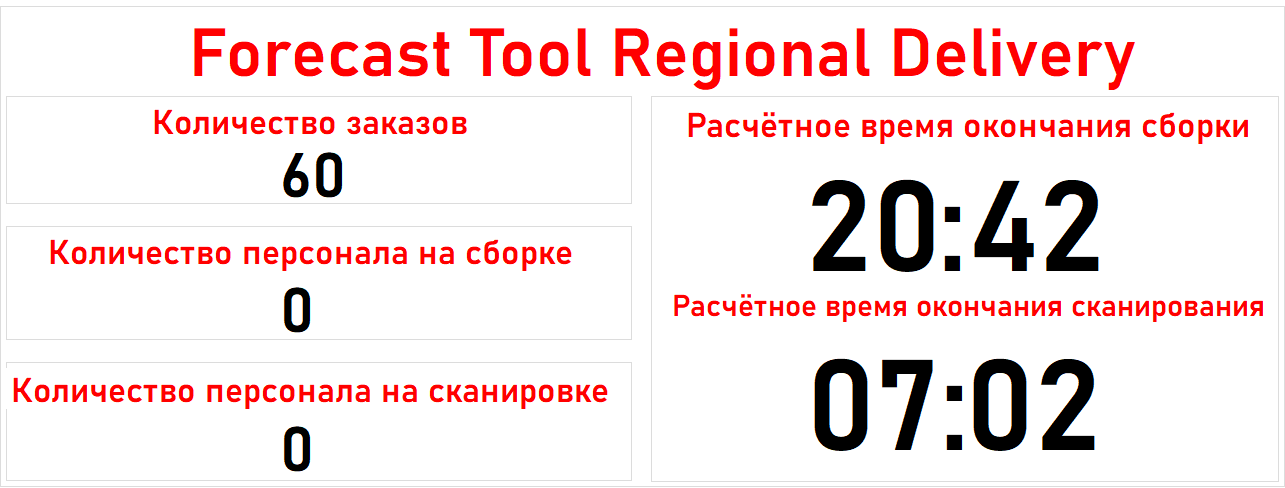 Forecast Tool Regional Delivery
Количество заказов
60
Количество персонала на сборке
0
Количество персонала на сканировке
0
Расчётное время окончания сборки
20:42
Расчётное время окончания сканирования
07:02